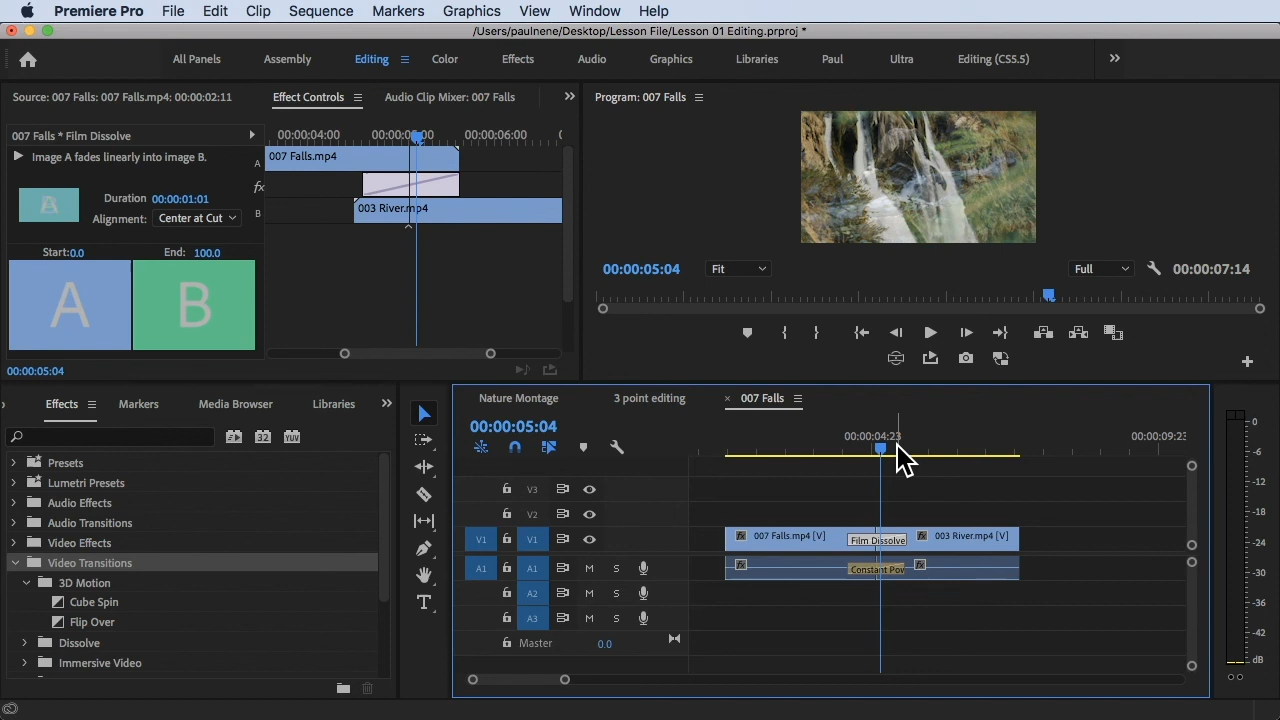 Premiere Pro File Edit Clip Sequence Markers Graphics View Window Help
/Users/paulnene/Desktop/Lesson File/Lesson 01 Editing.prproj *
All Panels Assembly Editing Color Effects Audio Graphics Libraries Paul Ultra Editing (CS5.5)
Source: 007 Falls: 007 Falls.mp4: 00:00:02:11 Effect Controls Audio Clip Mixer: 007 Falls
007 Falls * Film Dissolve
00:00:04:00 00:00:06:00
Image A fades linearly into image B.
A 007 Falls.mp4
fx
Duration 00:00:01:01
Alignment: Center at Cut
B 003 River.mp4
Start: 0.0 End: 100.0
A B
00:00:05:04
Program: 007 Falls
00:00:05:04 Fit Full 00:00:07:14
Effects Markers Media Browser Libraries
32 YUV
Presets
Lumetri Presets
Audio Effects
Audio Transitions
Video Effects
Video Transitions
3D Motion
Cube Spin
Flip Over
Dissolve
Immersive Video
Nature Montage 3 point editing × 007 Falls
00:00:05:04
00:00:04:23 00:00:09:23
V3
V2
V1 V1 fx 007 Falls.mp4 [V] Film Dissolve fx 003 River.mp4 [V]
A1 A1 M S fx Constant Pow fx
A2 M S
A3 M S
Master 0.0
0
-6
-12
-18
-24
-30
-36
-42
dB